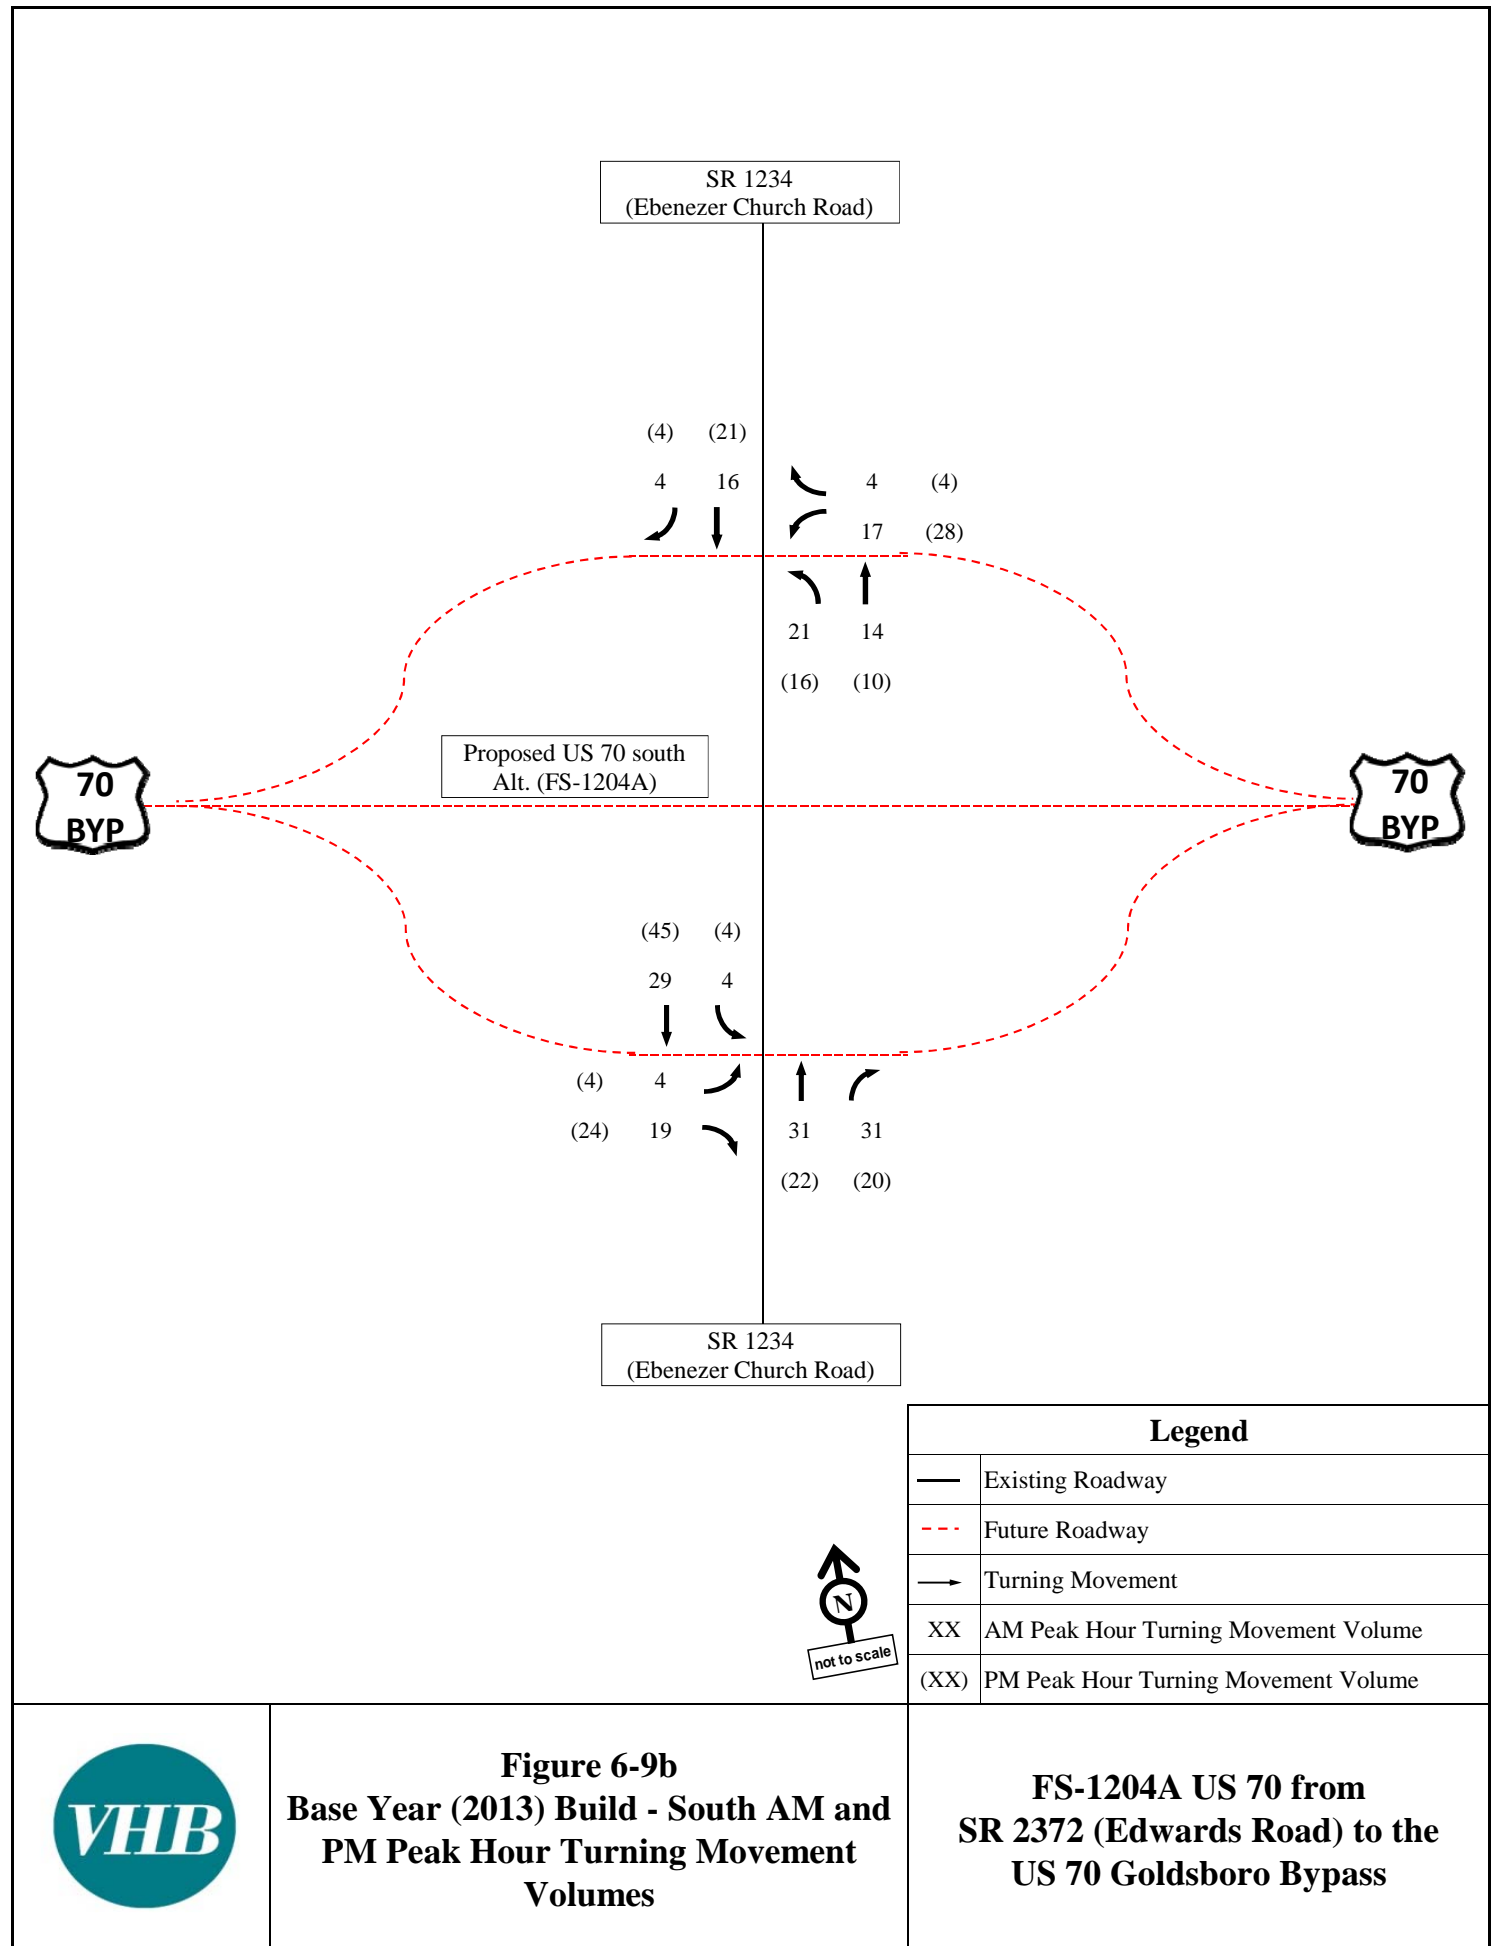 SR 1234
(Ebenezer Church Road)
(4) (21)
4 16 4 (4)
17 (28)
21 14
(16) (10)
Proposed US 70 south
Alt. (FS-1204A)
70
BYP
70
BYP
(45) (4)
29 4
(4) 4
(24) 19 31 31
(22) (20)
SR 1234
(Ebenezer Church Road)
Legend
Existing Roadway
Future Roadway
Turning Movement
XX AM Peak Hour Turning Movement Volume
(XX) PM Peak Hour Turning Movement Volume
N
not to scale
VHB
Figure 6-9b
Base Year (2013) Build - South AM and
PM Peak Hour Turning Movement
Volumes
FS-1204A US 70 from
SR 2372 (Edwards Road) to the
US 70 Goldsboro Bypass